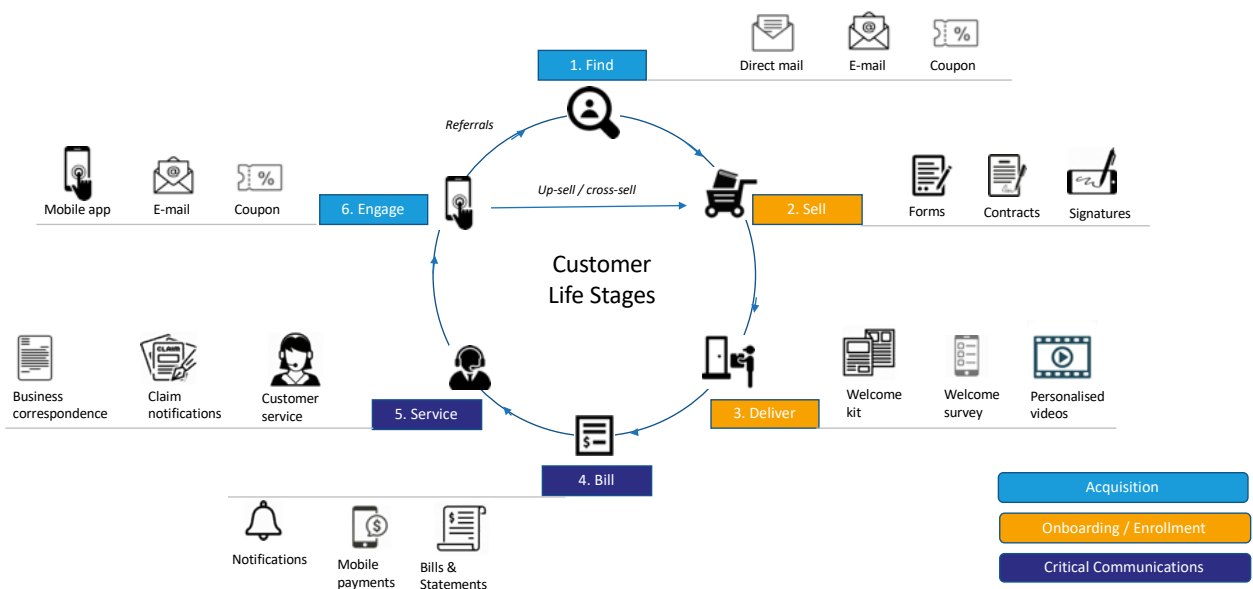 1. Find
Direct mail
E-mail
Coupon
Referrals
Mobile app
E-mail
Coupon
6. Engage
Up-sell / cross-sell
2. Sell
Forms
Contracts
Signatures
Customer
Life Stages
Business
correspondence
Claim
notifications
Customer
service
CLAIM
5. Service
3. Deliver
Welcome
kit
Welcome
survey
Personalised
videos
4. Bill
Notifications
Mobile
payments
Bills &
Statements
Acquisition
Onboarding / Enrollment
Critical Communications